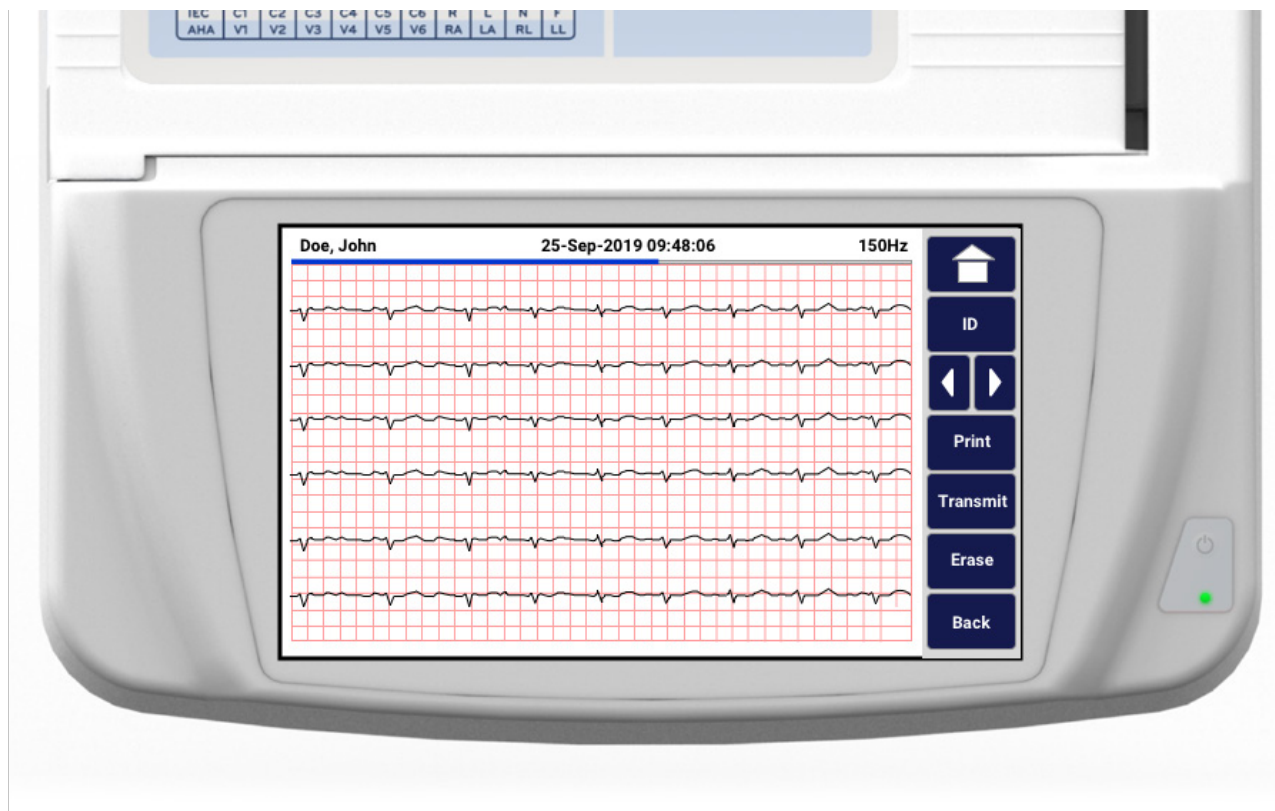 IEC C1 C2 C3 C4 C5 C6 R L N F
AHA V1 V2 V3 V4 V5 V6 RA LA RL LL
Doe, John 25-Sep-2019 09:48:06 150Hz
ID
Print
Transmit
Erase
Back